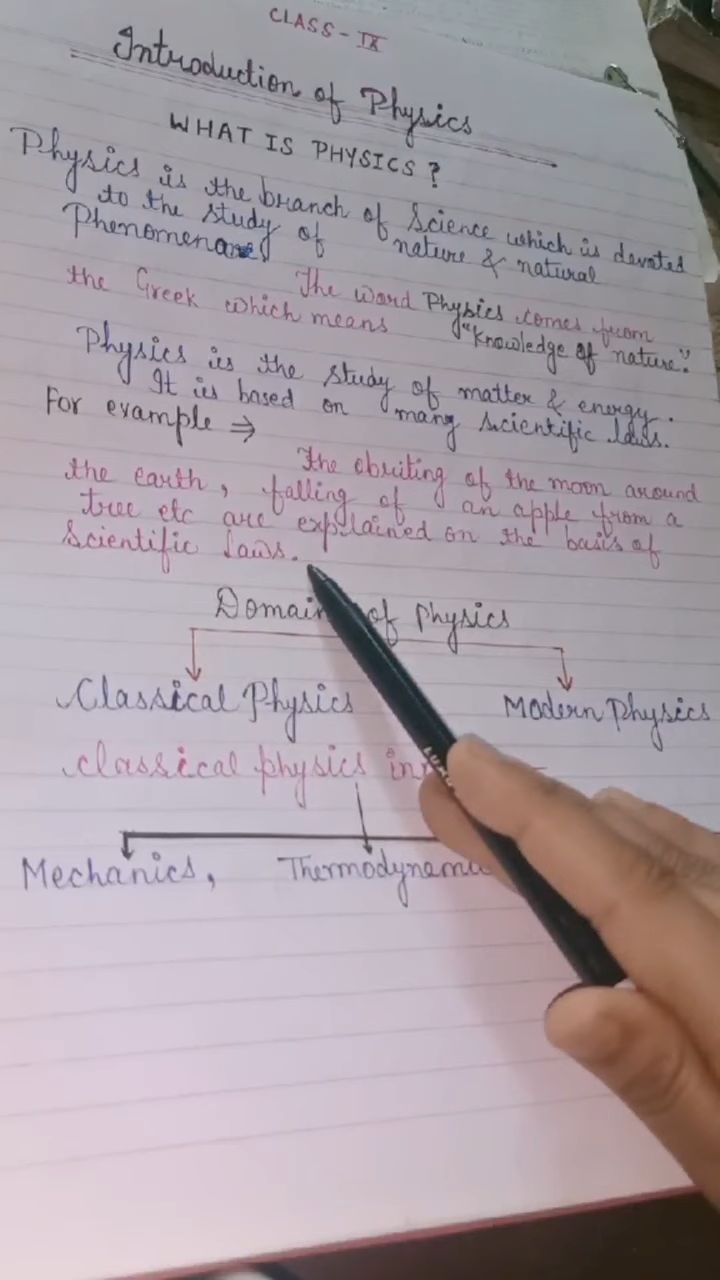 CLASS - IX
Introduction of Physics
WHAT IS PHYSICS?
Physics is the branch of Science which is devoted
to the study of nature & natural
Phenomena
The word Physics comes from
the Greek which means "Knowledge of nature."
Physics is the study of matter & energy.
It is based on many scientific laws.
For example ⇒
The obriting of the moon around
the earth, falling of an apple from a
tree etc are explained on the basis of
Scientific laws.
Domain of Physics
Classical Physics Modern Physics
classical physics
Mechanics, Thermodynami